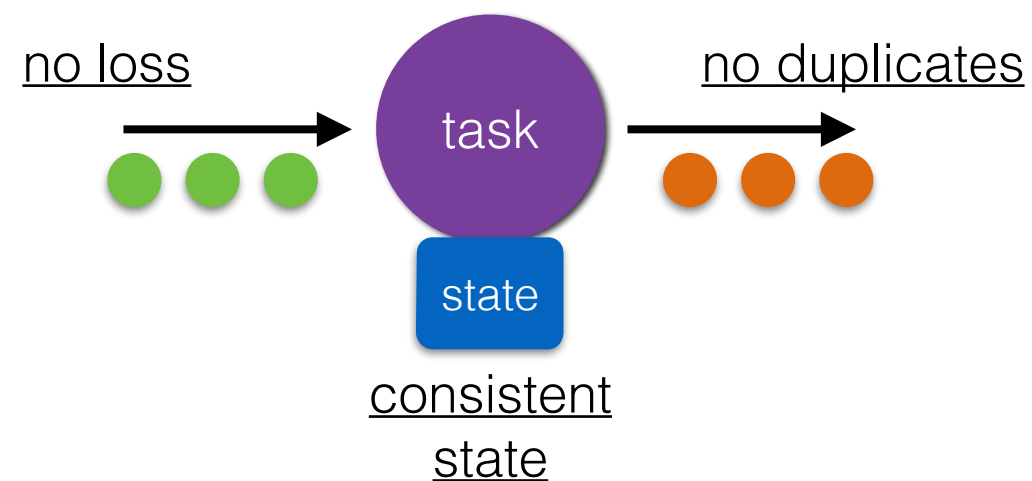 no loss
no duplicates
task
state
consistent
state